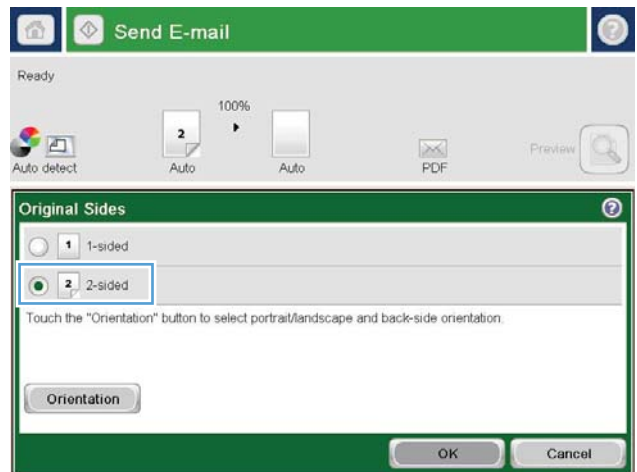 Send E-mail
Ready
100%
2
Auto detect
Auto
Auto
PDF
Preview
Original Sides
1 1-sided
2 2-sided
Touch the "Orientation" button to select portrait/landscape and back-side orientation.
Orientation
OK
Cancel